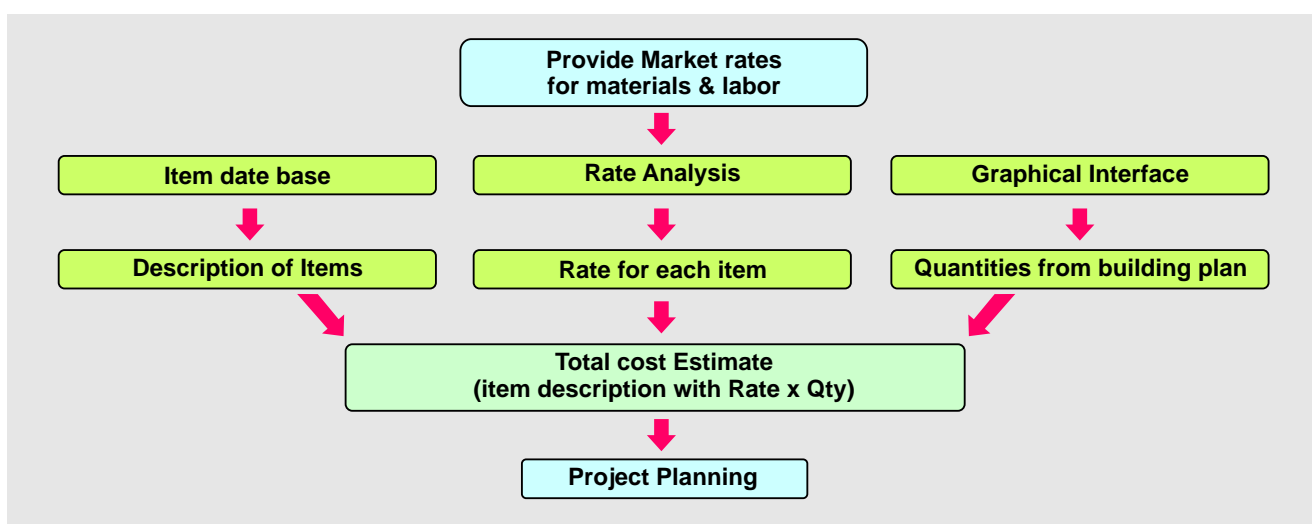 Provide Market rates
for materials & labor
Item date base
Rate Analysis
Graphical Interface
Description of Items
Rate for each item
Quantities from building plan
Total cost Estimate
(item description with Rate x Qty)
Project Planning